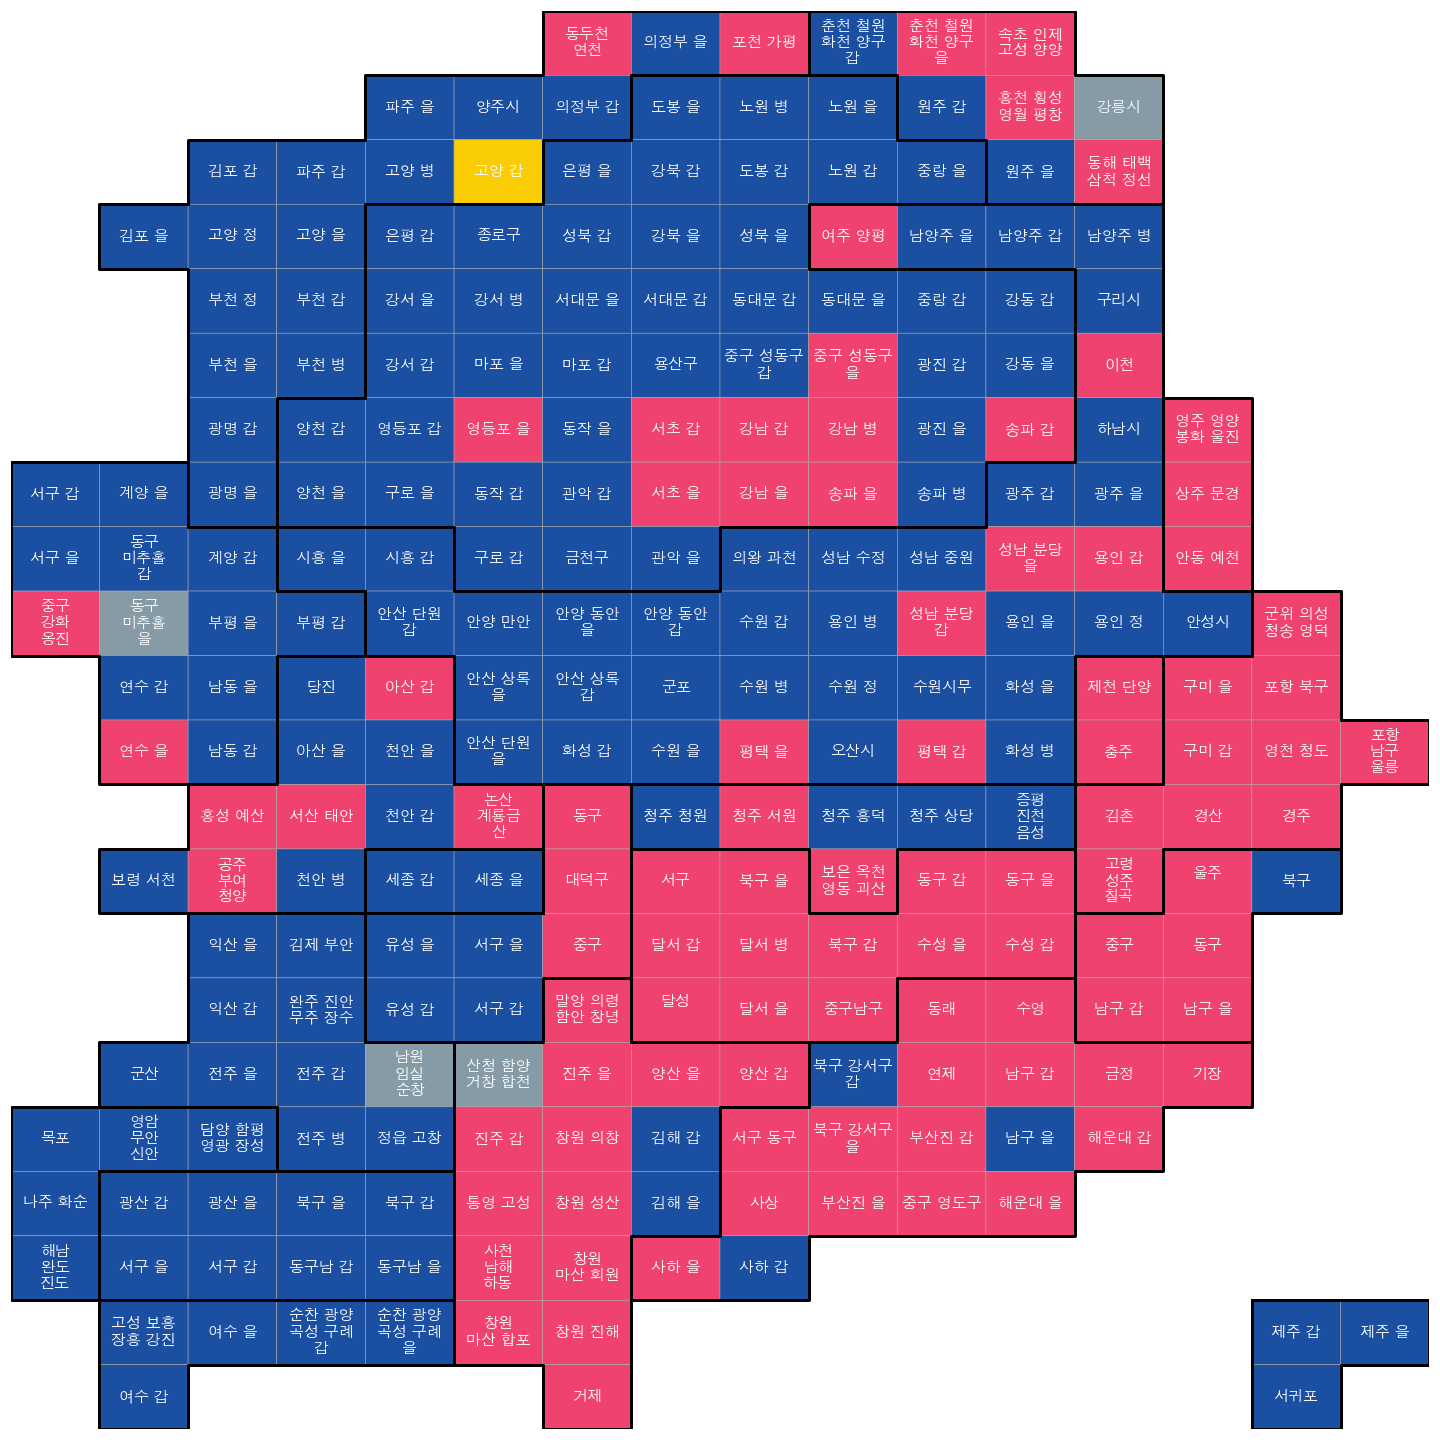 동두천
연천
의정부 을
포천 가평
춘천 철원
화천 양구
갑
춘천 철원
화천 양구
을
속초 인제
고성 양양
파주 을
양주시
의정부 갑
도봉 을
노원 병
노원 을
원주 갑
홍천 횡성
영월 평창
강릉시
김포 갑
파주 갑
고양 병
고양 갑
은평 을
강북 갑
도봉 갑
노원 갑
중랑 을
원주 을
동해 태백
삼척 정선
김포 을
고양 정
고양 을
은평 갑
종로구
성북 갑
강북 을
성북 을
여주 양평
남양주 을
남양주 갑
남양주 병
부천 정
부천 갑
강서 을
강서 병
서대문 을
서대문 갑
동대문 갑
동대문 을
중랑 갑
강동 갑
구리시
부천 을
부천 병
강서 갑
마포 을
마포 갑
용산구
중구 성동구
갑
중구 성동구
을
광진 갑
강동 을
이천
광명 갑
양천 갑
영등포 갑
영등포 을
동작 을
서초 갑
강남 갑
강남 병
광진 을
송파 갑
하남시
영주 영양
봉화 울진
서구 갑
계양 을
광명 을
양천 을
구로 을
동작 갑
관악 갑
서초 을
강남 을
송파 을
송파 병
광주 갑
광주 을
상주 문경
서구 을
동구
미추홀
갑
계양 갑
시흥 을
시흥 갑
구로 갑
금천구
관악 을
의왕 과천
성남 수정
성남 중원
성남 분당
을
용인 갑
안동 예천
중구
강화
옹진
동구
미추홀
을
부평 을
부평 갑
안산 단원
갑
안양 만안
안양 동안
을
안양 동안
갑
수원 갑
용인 병
성남 분당
갑
용인 을
용인 정
안성시
군위 의성
청송 영덕
연수 갑
남동 을
당진
아산 갑
안산 상록
을
안산 상록
갑
군포
수원 병
수원 정
수원시무
화성 을
제천 단양
구미 을
포항 북구
연수 을
남동 갑
아산 을
천안 을
안산 단원
을
화성 갑
수원 을
평택 을
오산시
평택 갑
화성 병
충주
구미 갑
영천 청도
포항
남구
울릉
홍성 예산
서산 태안
천안 갑
논산
계룡금
산
동구
청주 청원
청주 서원
청주 흥덕
청주 상당
증평
진천
음성
김촌
경산
경주
보령 서천
공주
부여
청양
천안 병
세종 갑
세종 을
대덕구
서구
북구 을
보은 옥천
영동 괴산
동구 갑
동구 을
고령
성주
칠곡
울주
북구
익산 을
김제 부안
유성 을
서구 을
중구
달서 갑
달서 병
북구 갑
수성 을
수성 갑
중구
동구
익산 갑
완주 진안
무주 장수
유성 갑
서구 갑
말양 의령
함안 창녕
달성
달서 을
중구남구
동래
수영
남구 갑
남구 을
군산
전주 을
전주 갑
남원
임실
순창
산청 함양
거창 합천
진주 을
양산 을
양산 갑
북구 강서구
갑
연제
남구 갑
금정
기장
목포
영암
무안
신안
담양 함평
영광 장성
전주 병
정읍 고창
진주 갑
창원 의창
김해 갑
서구 동구
북구 강서구
을
부산진 갑
남구 을
해운대 갑
나주 화순
광산 갑
광산 을
북구 을
북구 갑
통영 고성
창원 성산
김해 을
사상
부산진 을
중구 영도구
해운대 을
해남
완도
진도
서구 을
서구 갑
동구남 갑
동구남 을
사천
남해
하동
창원
마산 회원
사하 을
사하 갑
고성 보흥
장흥 강진
여수 을
순찬 광양
곡성 구례
갑
순찬 광양
곡성 구례
을
창원
마산 합포
창원 진해
제주 갑
제주 을
여수 갑
거제
서귀포